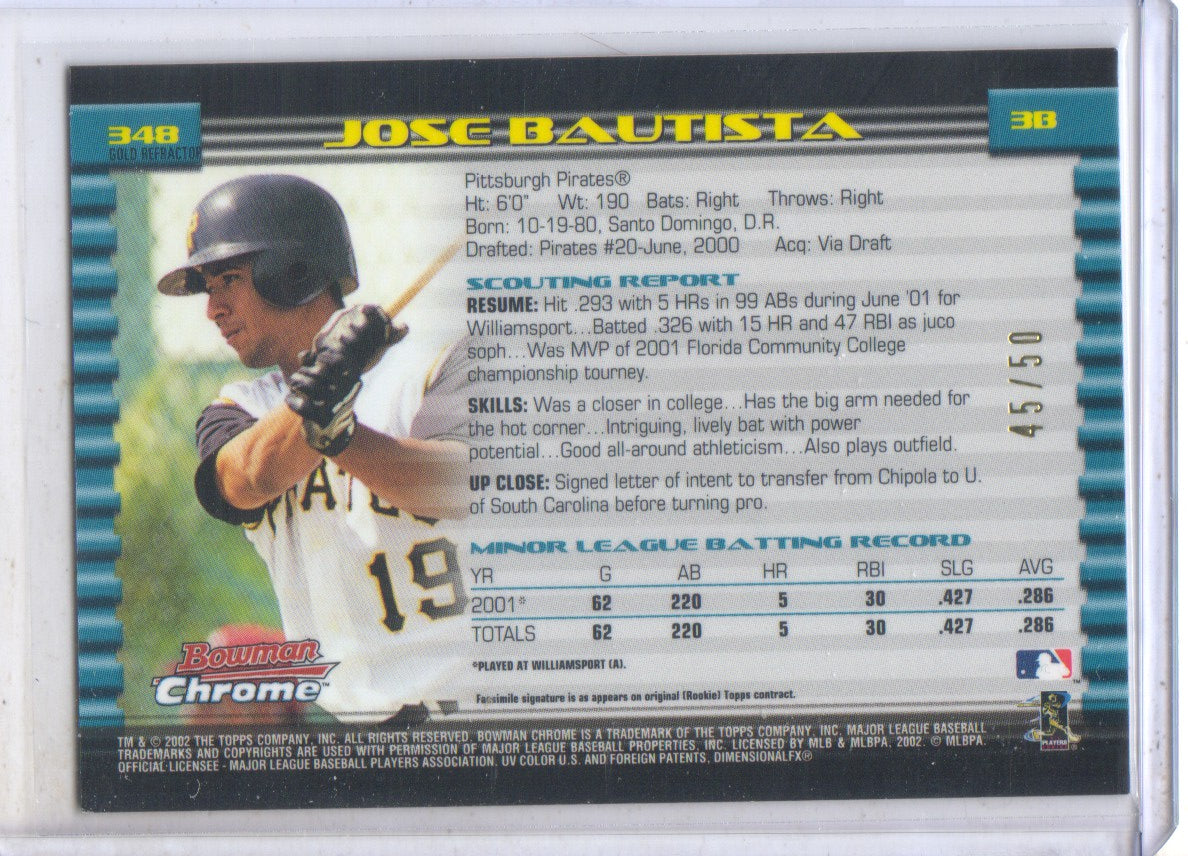 348
GOLD REFRACTOR
JOSE BAUTISTA
3B
Pittsburgh Pirates®
Ht: 6'0" Wt: 190 Bats: Right Throws: Right
Born: 10-19-80, Santo Domingo, D.R.
Drafted: Pirates #20-June, 2000 Acq: Via Draft
SCOUTING REPORT
RESUME: Hit .293 with 5 HRs in 99 ABs during June '01 for
Williamsport...Batted .326 with 15 HR and 47 RBI as juco
soph...Was MVP of 2001 Florida Community College
championship tourney.
SKILLS: Was a closer in college...Has the big arm needed for
the hot corner...Intriguing, lively bat with power
potential...Good all-around athleticism...Also plays outfield.
UP CLOSE: Signed letter of intent to transfer from Chipola to U.
of South Carolina before turning pro.
45/50
MINOR LEAGUE BATTING RECORD
YR G AB HR RBI SLG AVG
2001* 62 220 5 30 .427 .286
TOTALS 62 220 5 30 .427 .286
*PLAYED AT WILLIAMSPORT (A).
Facsimile signature is as appears on original (Rookie) Topps contract.
P
19
Bowman
Chrome™
PLAYERS
TM & © 2002 THE TOPPS COMPANY, INC. ALL RIGHTS RESERVED. BOWMAN CHROME IS A TRADEMARK OF THE TOPPS COMPANY, INC. MAJOR LEAGUE BASEBALL
TRADEMARKS AND COPYRIGHTS ARE USED WITH PERMISSION OF MAJOR LEAGUE BASEBALL PROPERTIES, INC. LICENSED BY MLB & MLBPA. 2002. © MLBPA.
OFFICIAL LICENSEE - MAJOR LEAGUE BASEBALL PLAYERS ASSOCIATION. UV COLOR U.S. AND FOREIGN PATENTS. DIMENSIONALFX®